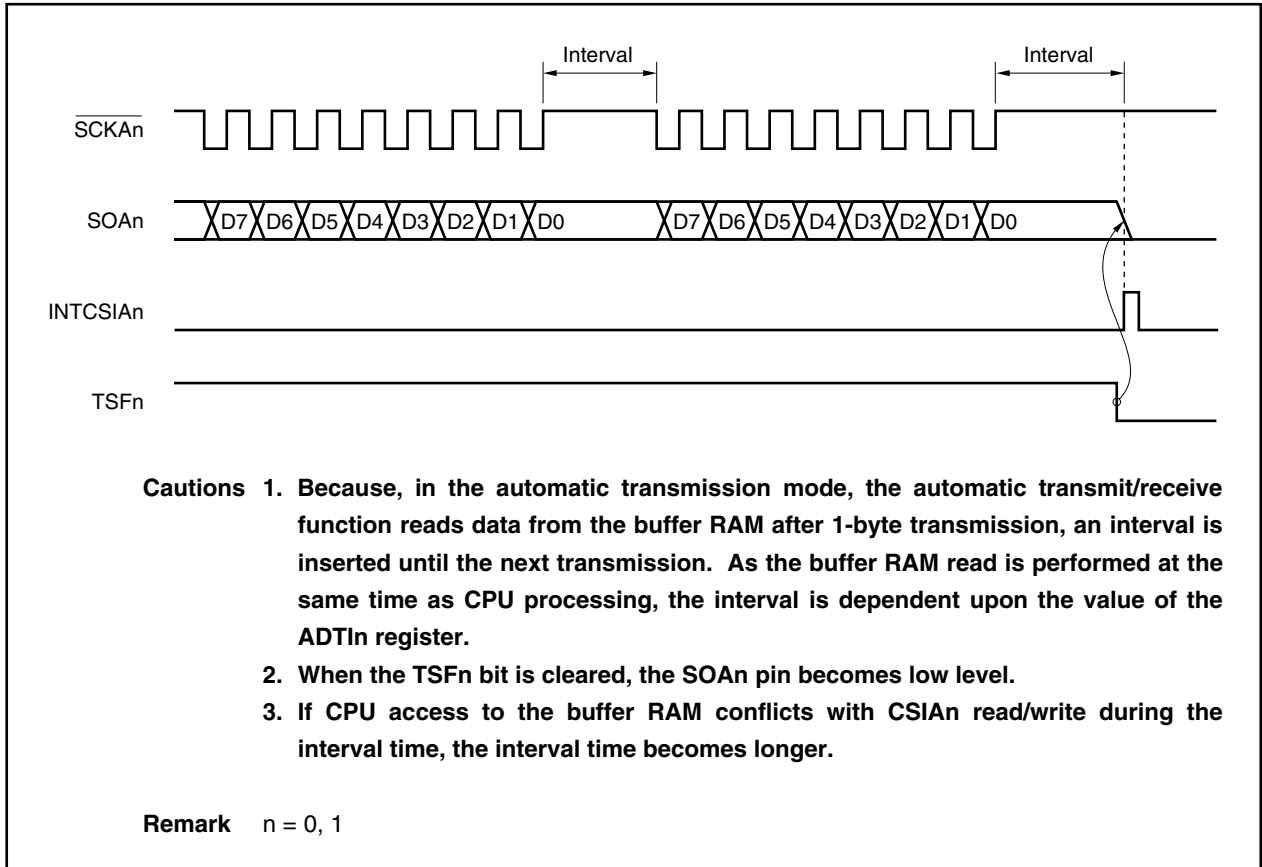 Interval Interval
SCKAn
SOAn D7 D6 D5 D4 D3 D2 D1 D0 D7 D6 D5 D4 D3 D2 D1 D0
INTCSIAn
TSFn
Cautions 1. Because, in the automatic transmission mode, the automatic transmit/receive
function reads data from the buffer RAM after 1-byte transmission, an interval is
inserted until the next transmission. As the buffer RAM read is performed at the
same time as CPU processing, the interval is dependent upon the value of the
ADTIn register.
2. When the TSFn bit is cleared, the SOAn pin becomes low level.
3. If CPU access to the buffer RAM conflicts with CSIAn read/write during the
interval time, the interval time becomes longer.
Remark n = 0, 1